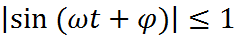 |sin (𝜔𝑡 + 𝜑)| ≤ 1